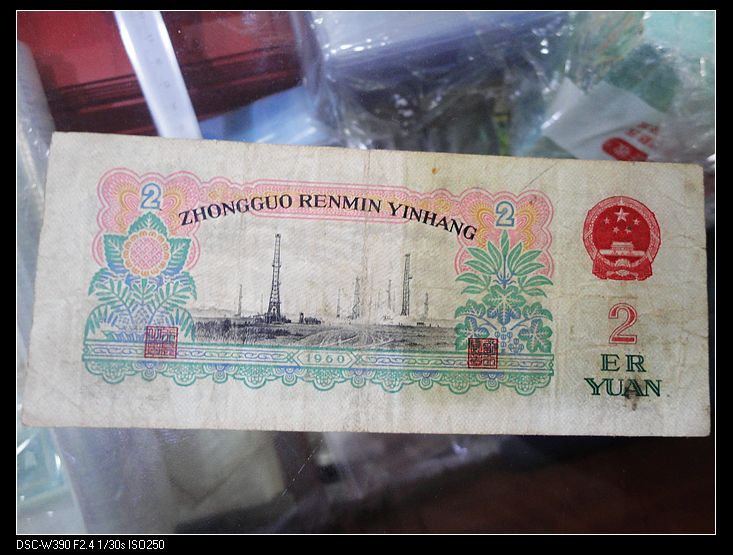 2
ZHONGGUO RENMIN YINHANG
2
1960
2
ER
YUAN
DSC-W390 F2.4 1/30s ISO250